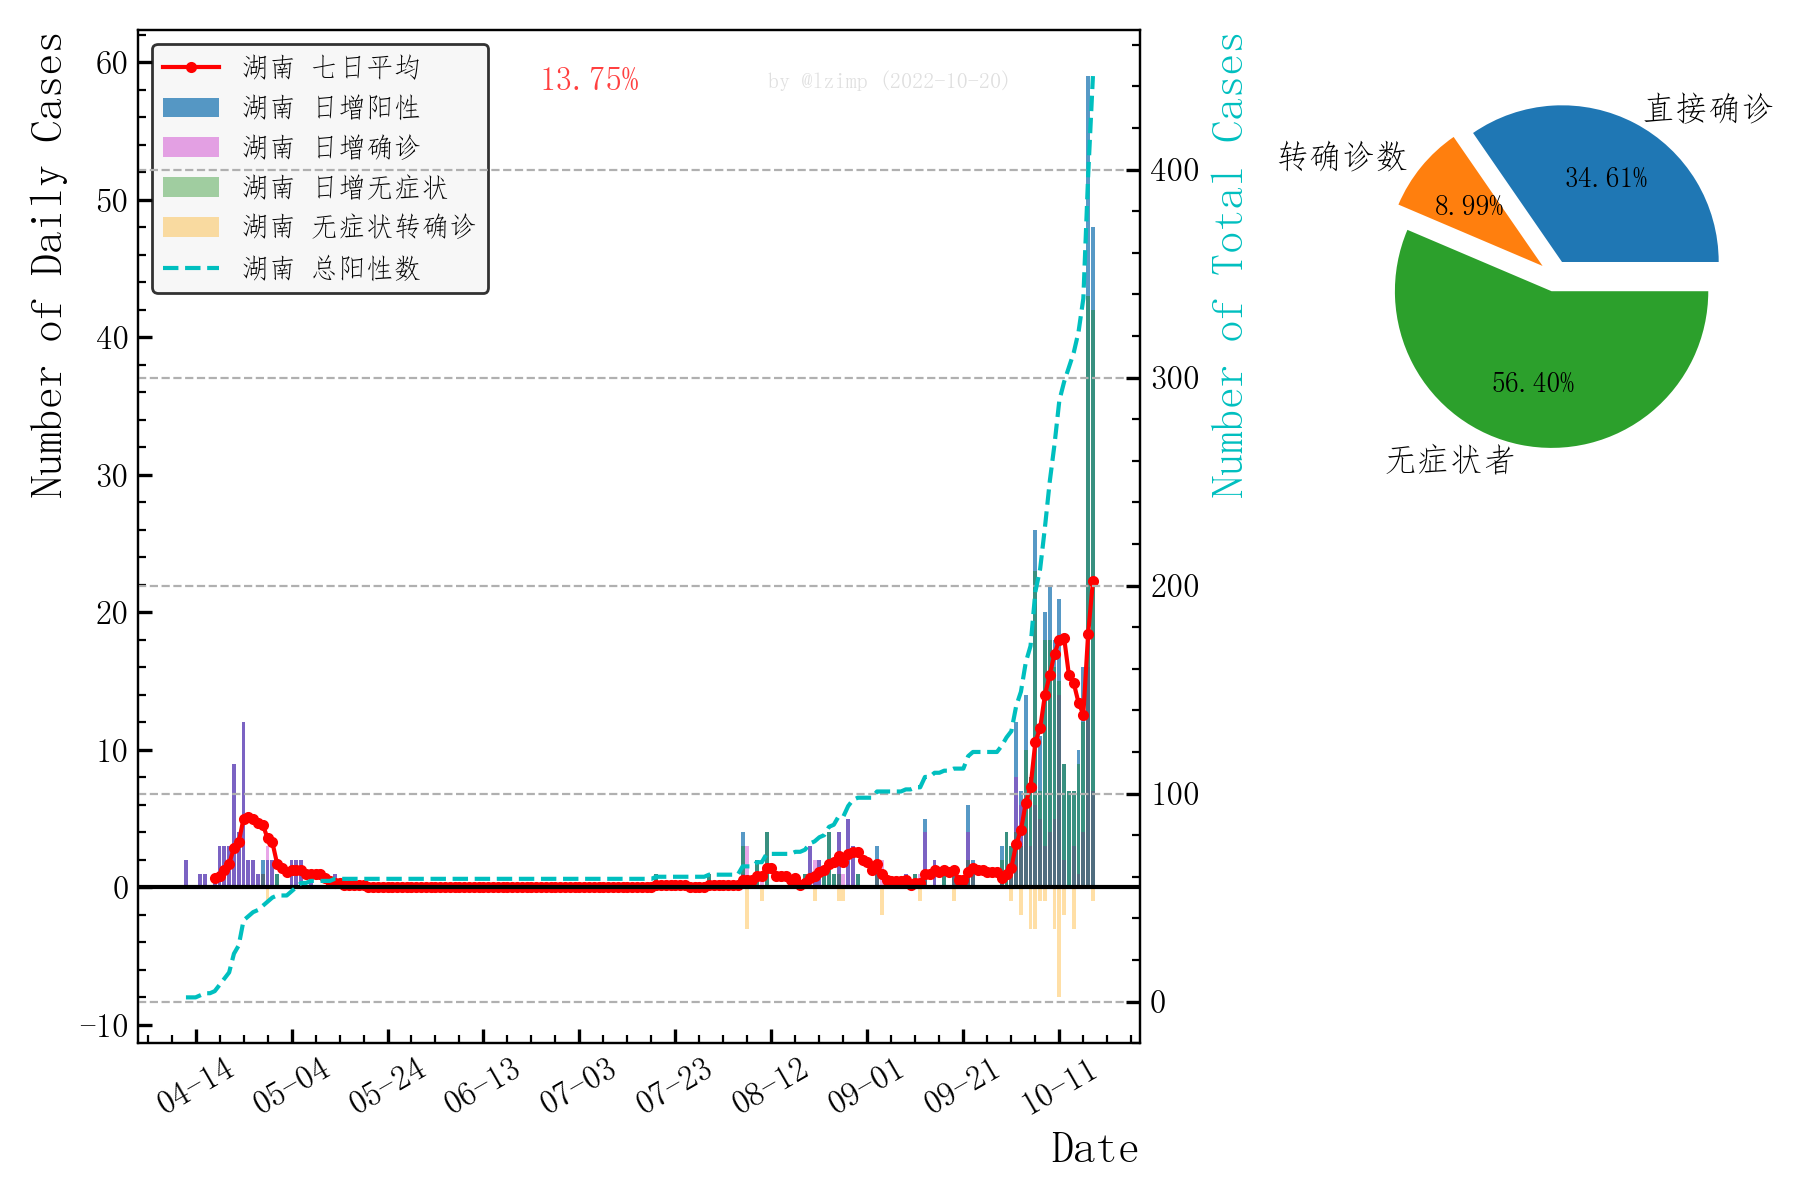 Number of Daily Cases
60
50
40
30
20
10
0
−10
湖南 七日平均
湖南 日增阳性
湖南 日增确诊
湖南 日增无症状
湖南 无症状转确诊
湖南 总阳性数
13.75%
by @lzimp (2022-10-20)
400
300
200
100
0
Number of Total Cases
04−14
05−04
05−24
06−13
07−03
07−23
08−12
09−01
09−21
10−11
Date
直接确诊
34.61%
转确诊数
8.99%
56.40%
无症状者